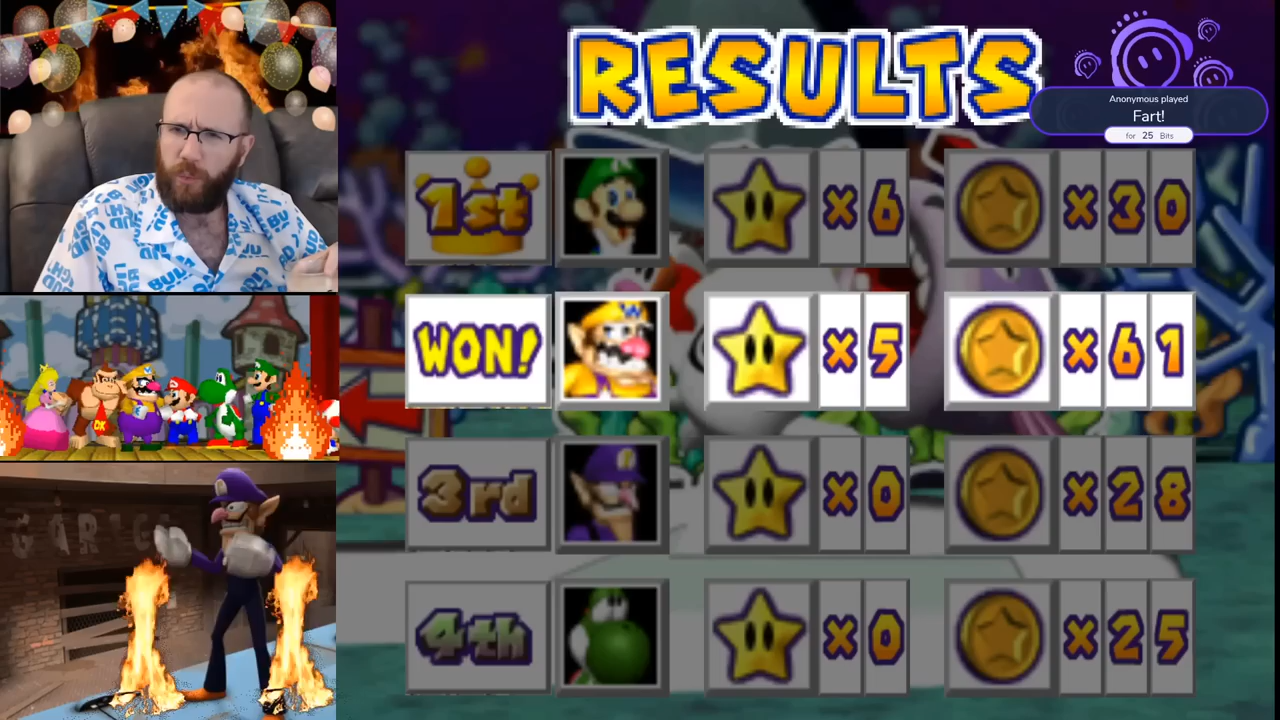 RESULTS
Anonymous played
Fart!
for 25 Bits
1st × 6 × 30
WON! W × 5 × 61
3rd × 0 × 28
4th × 0 × 25
DK